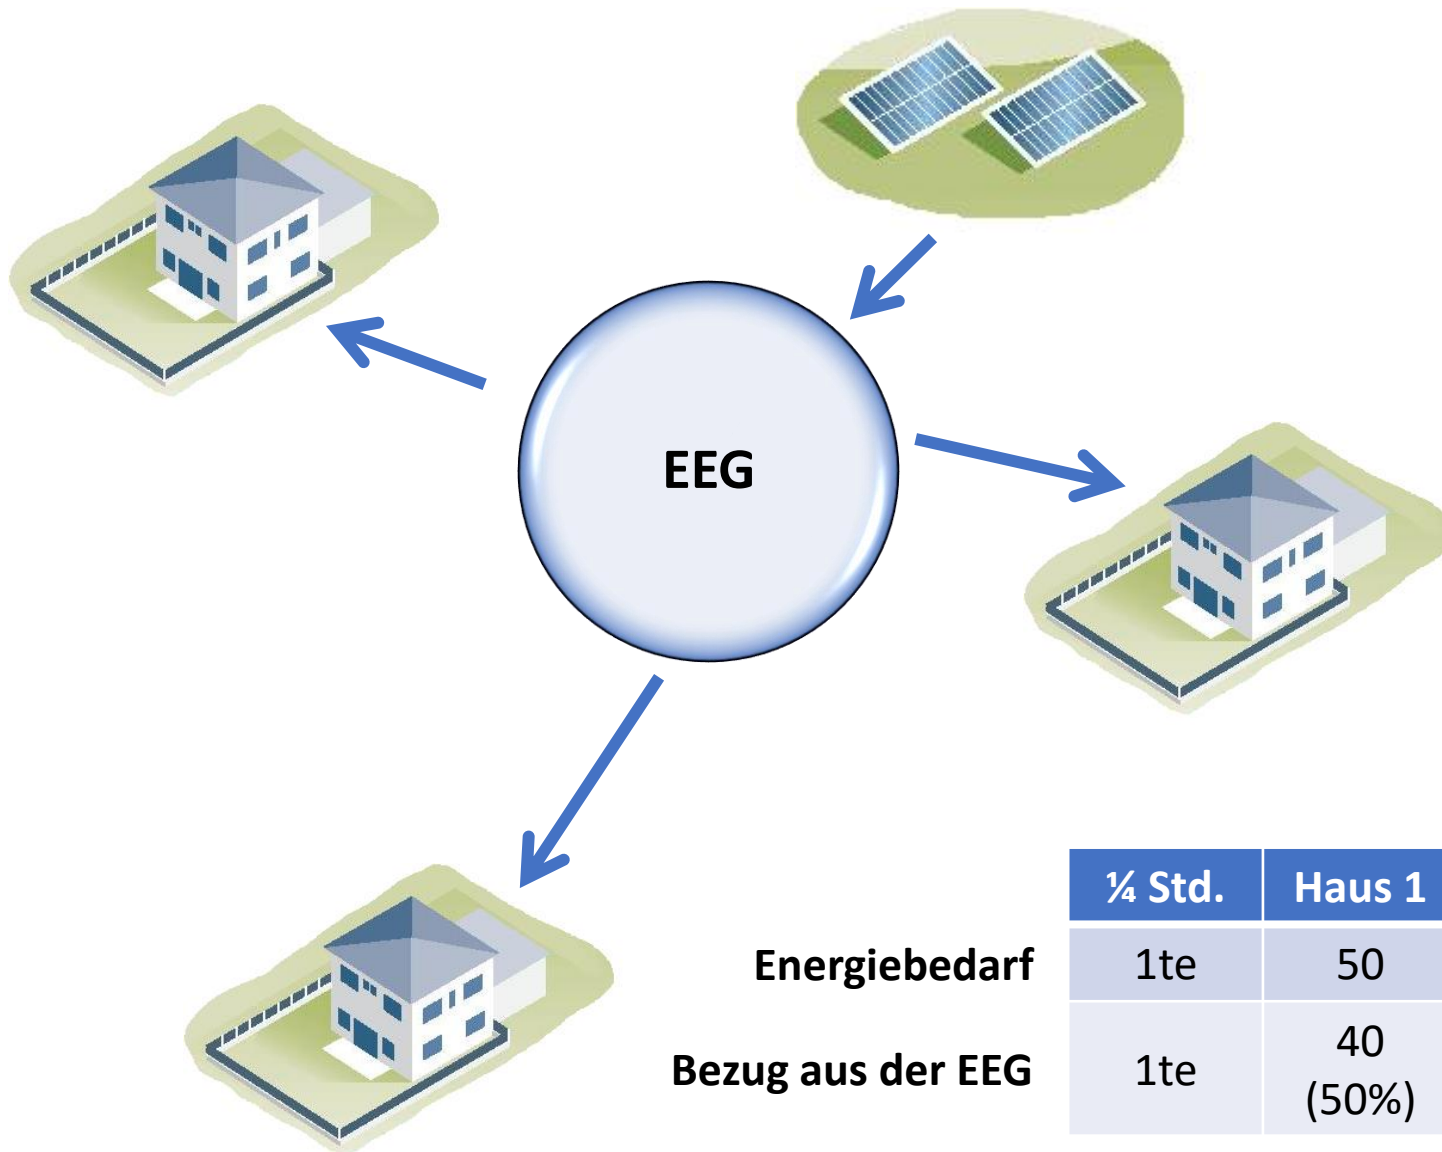 EEG
¼ Std. Haus 1
Energiebedarf 1te 50
Bezug aus der EEG 1te 40
(50%)